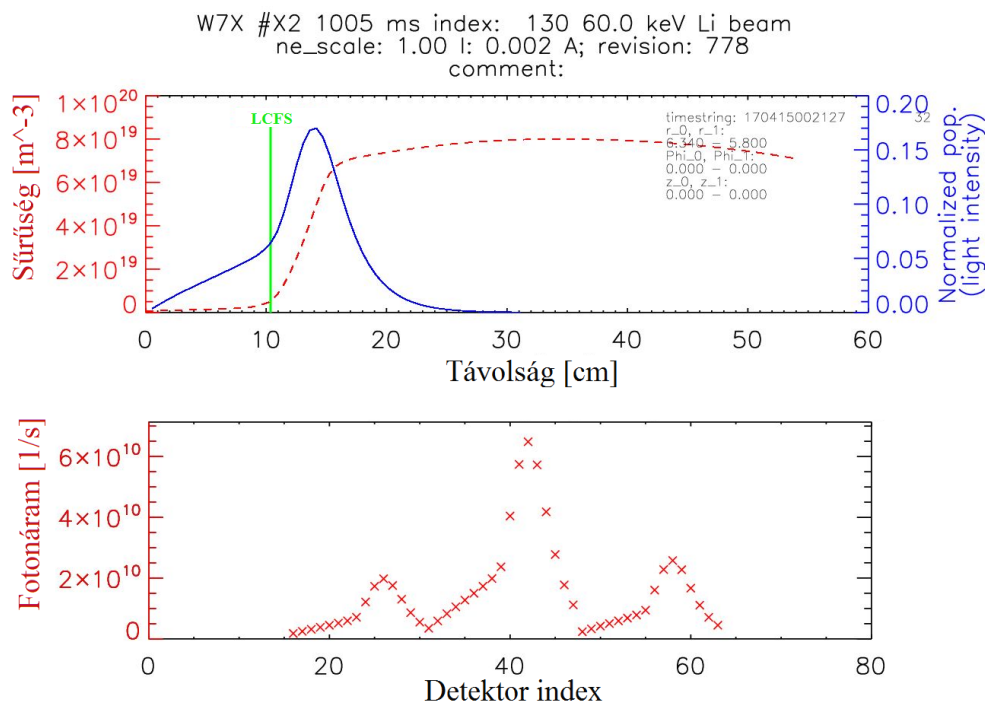 W7X #X2 1005 ms index: 130 60.0 keV Li beam
ne_scale: 1.00 I: 0.002 A; revision: 778
comment:
Sűrűség [m^-3]
1×10^20
8×10^19
6×10^19
4×10^19
2×10^19
0
LCFS
timestring: 170415002127 32
r_0, r_1:
6.340 - 5.800
Phi_0, Phi_1:
0.000 - 0.000
z_0, z_1:
0.000 - 0.000
0.20
0.15
0.10
0.05
0.00
Normalized pop.
(light intensity)
0 10 20 30 40 50 60
Távolság [cm]
Fotonáram [1/s]
6×10^10
4×10^10
2×10^10
0
0 20 40 60 80
Detektor index